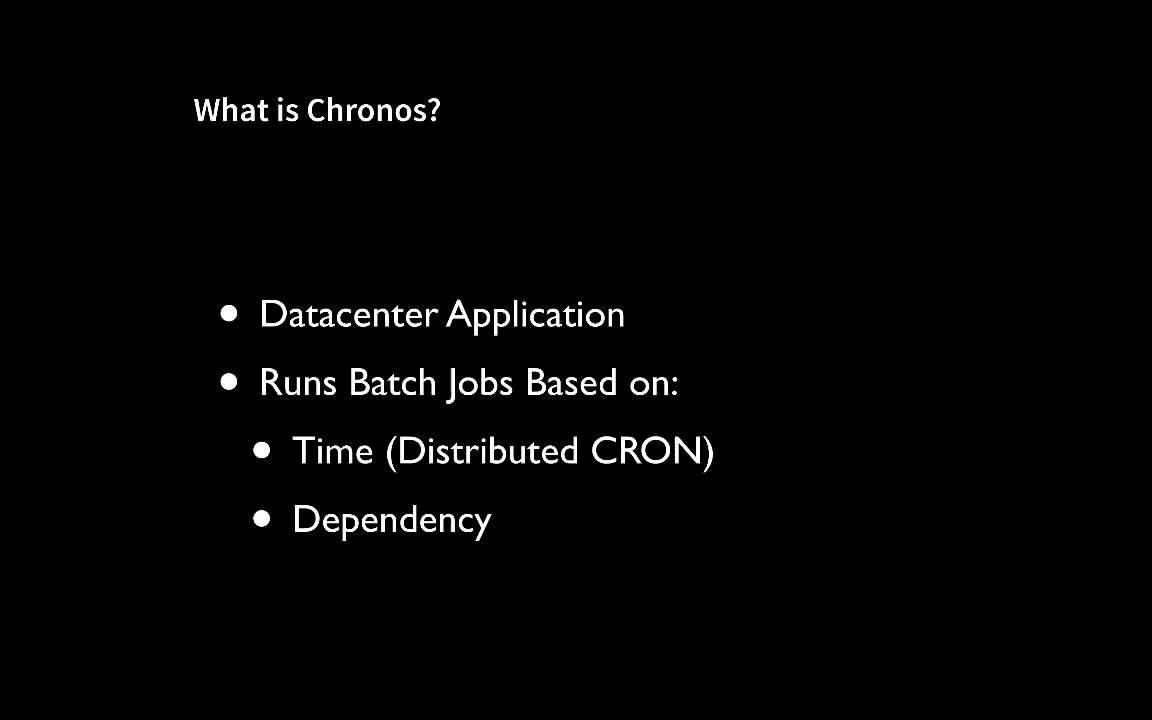 What is Chronos?
• Datacenter Application
• Runs Batch Jobs Based on:
• Time (Distributed CRON)
• Dependency